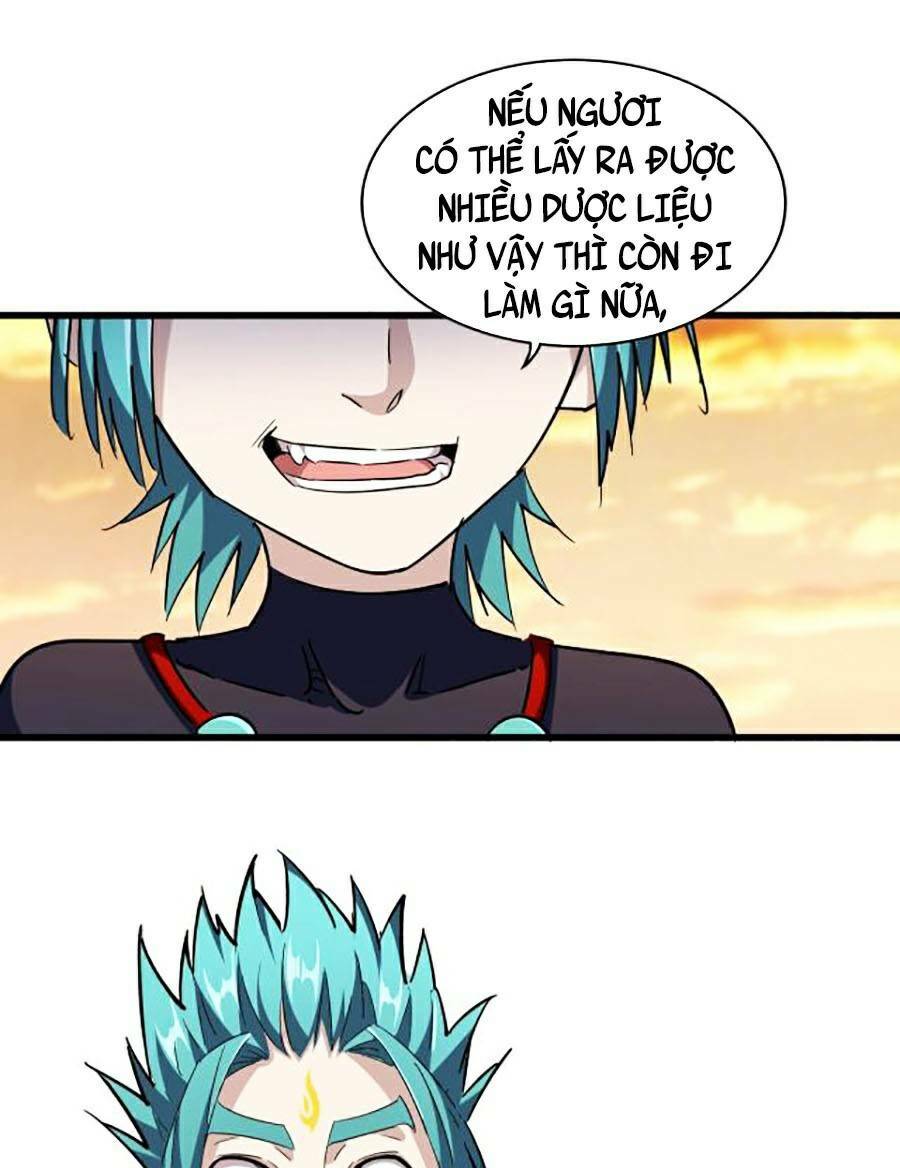 NẾU NGƯƠI
CÓ THỂ LẤY RA ĐƯỢC
NHIỀU DƯỢC LIỆU
NHƯ VẬY THÌ CÒN ĐI
LÀM GÌ NỮA,